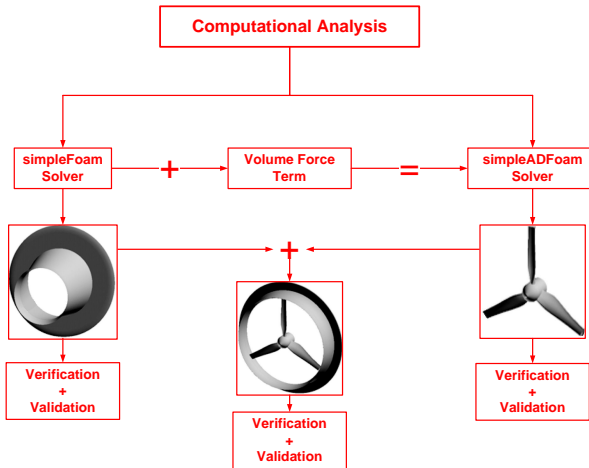 Computational Analysis
simpleFoam
Solver
+
Volume Force
Term
=
simpleADFoam
Solver
+
Verification
+
Validation
Verification
+
Validation
Verification
+
Validation